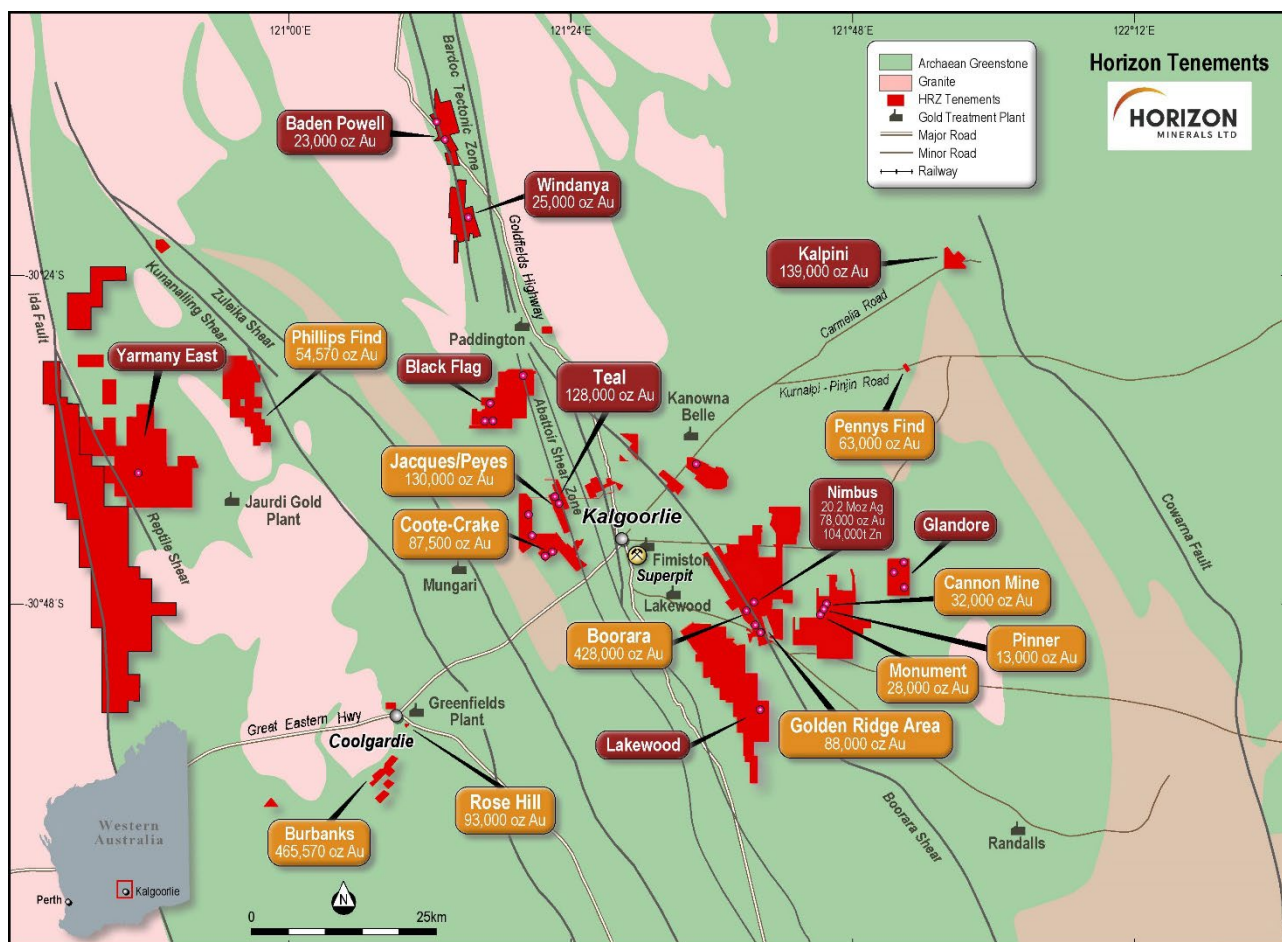 121°00'E
121°24'E
121°48'E
122°12'E
Archaean Greenstone
Granite
HRZ Tenements
Gold Treatment Plant
Major Road
Minor Road
Railway
Horizon Tenements
HORIZON
MINERALS LTD
Bardoc Tectonic Zone
Baden Powell
23,000 oz Au
Windanya
25,000 oz Au
Goldfields Highway
Kalpini
139,000 oz Au
-30°24'S
Ida Fault
Kunanalling Shear
Zuleika Shear
Carmelia Road
Phillips Find
54,570 oz Au
Paddington
Yarmany East
Black Flag
Teal
128,000 oz Au
Kurnalpi - Pinjin Road
Kanowna
Belle
Abattoir Shear Zone
Pennys Find
63,000 oz Au
Jacques/Peyes
130,000 oz Au
Jaurdi Gold
Plant
Reptile Shear
Kalgoorlie
Nimbus
20.2 Moz Ag
78,000 oz Au
104,000t Zn
Glandore
Cowarna Fault
Coote-Crake
87,500 oz Au
Fimiston
Superpit
Mungari
Lakewood
Cannon Mine
32,000 oz Au
-30°48'S
Boorara
428,000 oz Au
Pinner
13,000 oz Au
Monument
28,000 oz Au
Greenfields
Plant
Great Eastern Hwy
Coolgardie
Lakewood
Golden Ridge Area
88,000 oz Au
Rose Hill
93,000 oz Au
Boorara Shear
Burbanks
465,570 oz Au
Randalls
Western
Australia
Perth
Kalgoorlie
N
0
25km